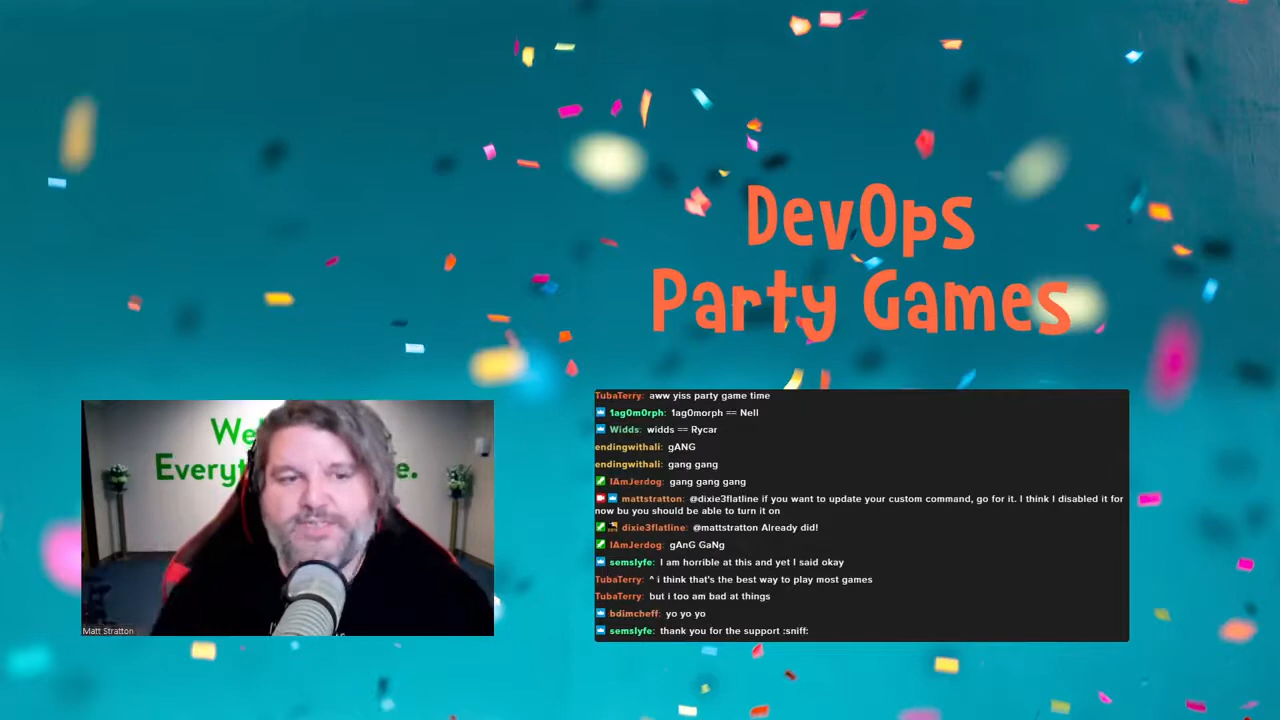 DevOps
Party Games
TubaTerry: aww yiss party game time
1ag0m0rph: 1ag0morph == Nell
Widds: widds == Rycar
endingwithali: gANG
endingwithali: gang gang
IAmJerdog: gang gang gang
mattstratton: @dixie3flatline if you want to update your custom command, go for it. I think I disabled it for
now bu you should be able to turn it on
dixie3flatline: @mattstratton Already did!
IAmJerdog: gAnG GaNg
semslyfe: I am horrible at this and yet I said okay
TubaTerry: ^ i think that's the best way to play most games
TubaTerry: but i too am bad at things
bdimcheff: yo yo yo
semslyfe: thank you for the support :sniff:
Matt Stratton